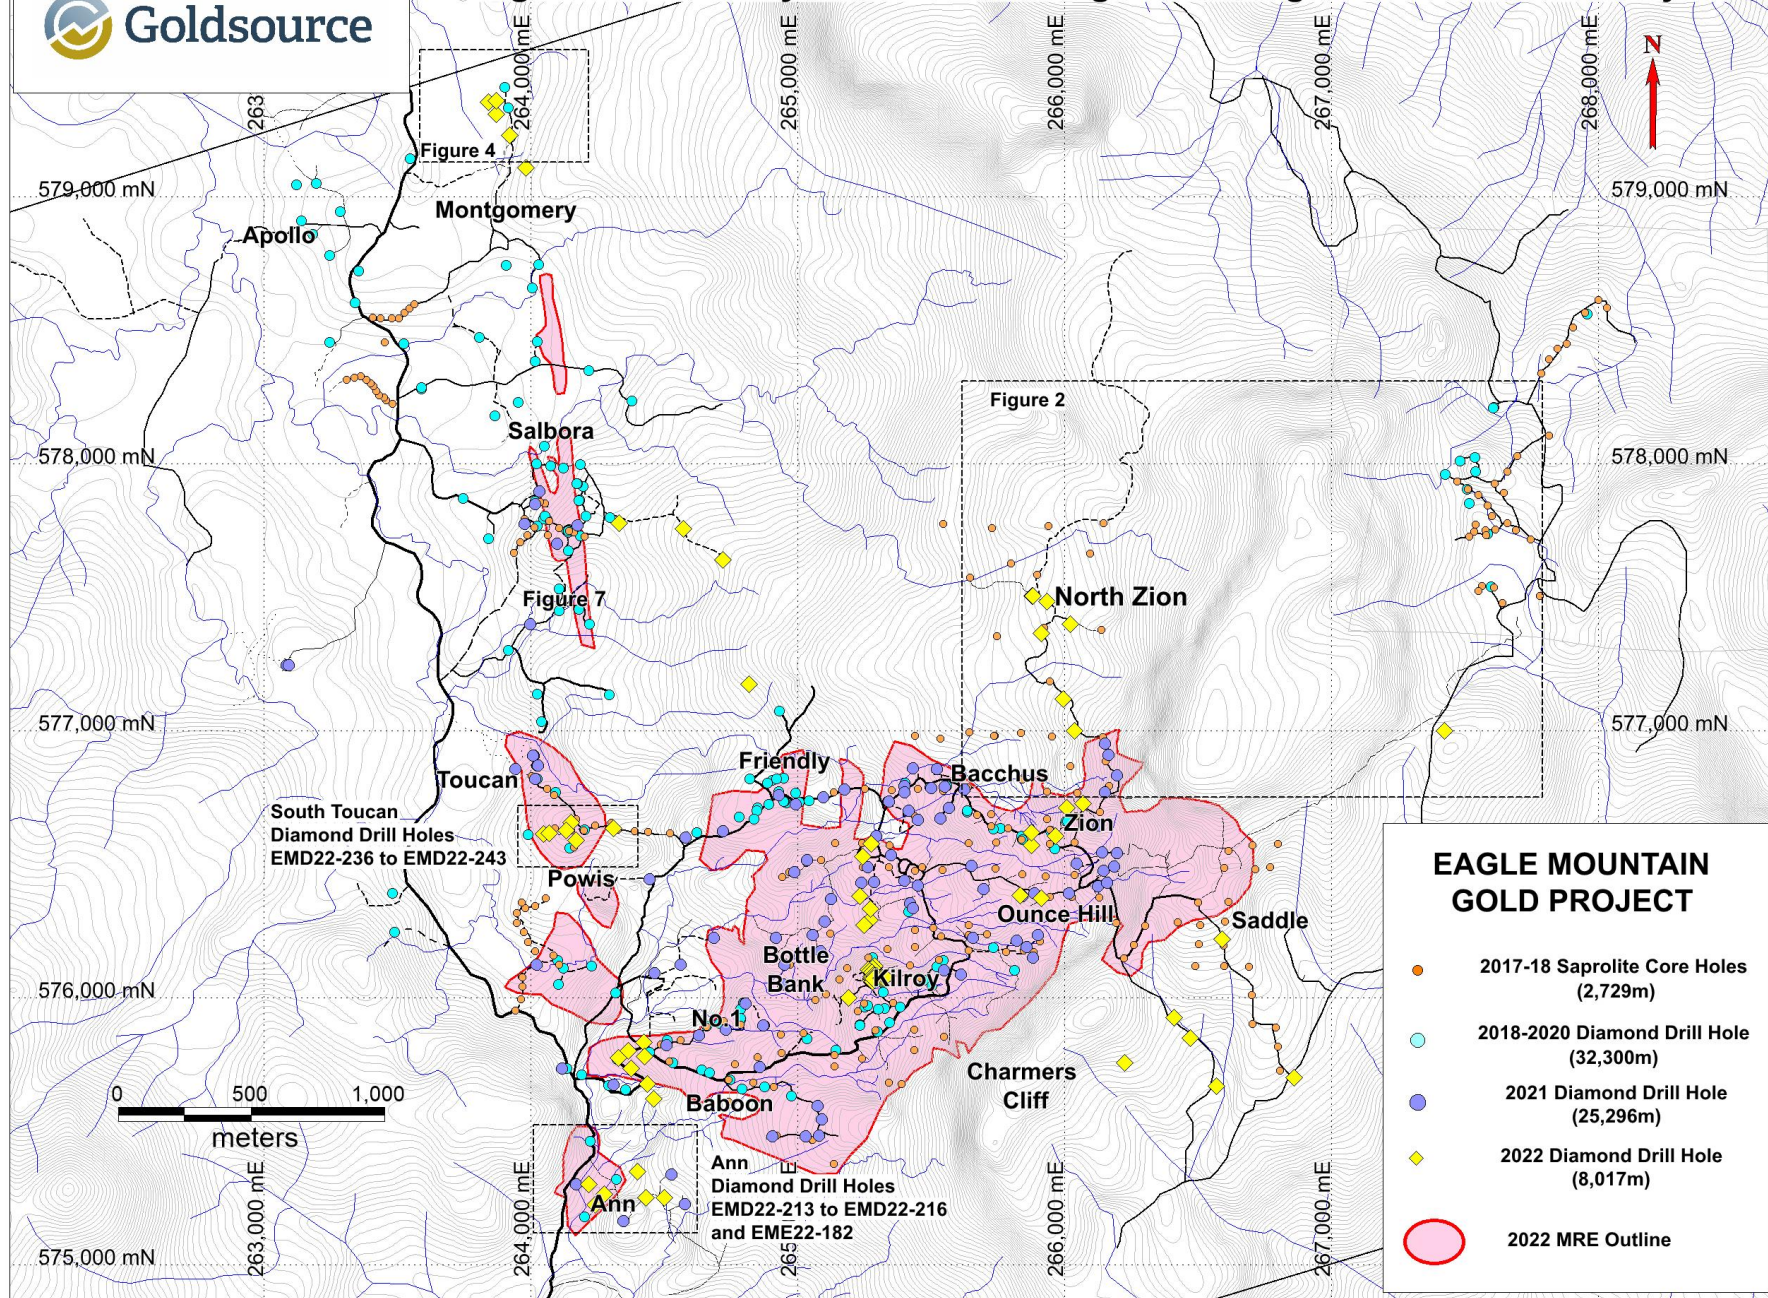 Goldsource
263
264,000 mE
265,000 mE
266,000 mE
267,000 mE
268,000 mE
N
Figure 4
579,000 mN
579,000 mN
Montgomery
Apollo
Figure 2
Salbora
578,000 mN
578,000 mN
Figure 7
North Zion
577,000 mN
577,000 mN
Toucan
Friendly
Bacchus
South Toucan
Diamond Drill Holes
EMD22-236 to EMD22-243
Zion
Powis
Ounce Hill
Saddle
Bottle
Bank
Kilroy
576,000 mN
No.1
Charmers
Cliff
Baboon
0 500 1,000
meters
Ann
Diamond Drill Holes
EMD22-213 to EMD22-216
and EME22-182
Ann
575,000 mN
263,000 mE
264,000 mE
265
E
266,000 mE
267,000 mE
EAGLE MOUNTAIN
GOLD PROJECT
2017-18 Saprolite Core Holes
(2,729m)
2018-2020 Diamond Drill Hole
(32,300m)
2021 Diamond Drill Hole
(25,296m)
2022 Diamond Drill Hole
(8,017m)
2022 MRE Outline